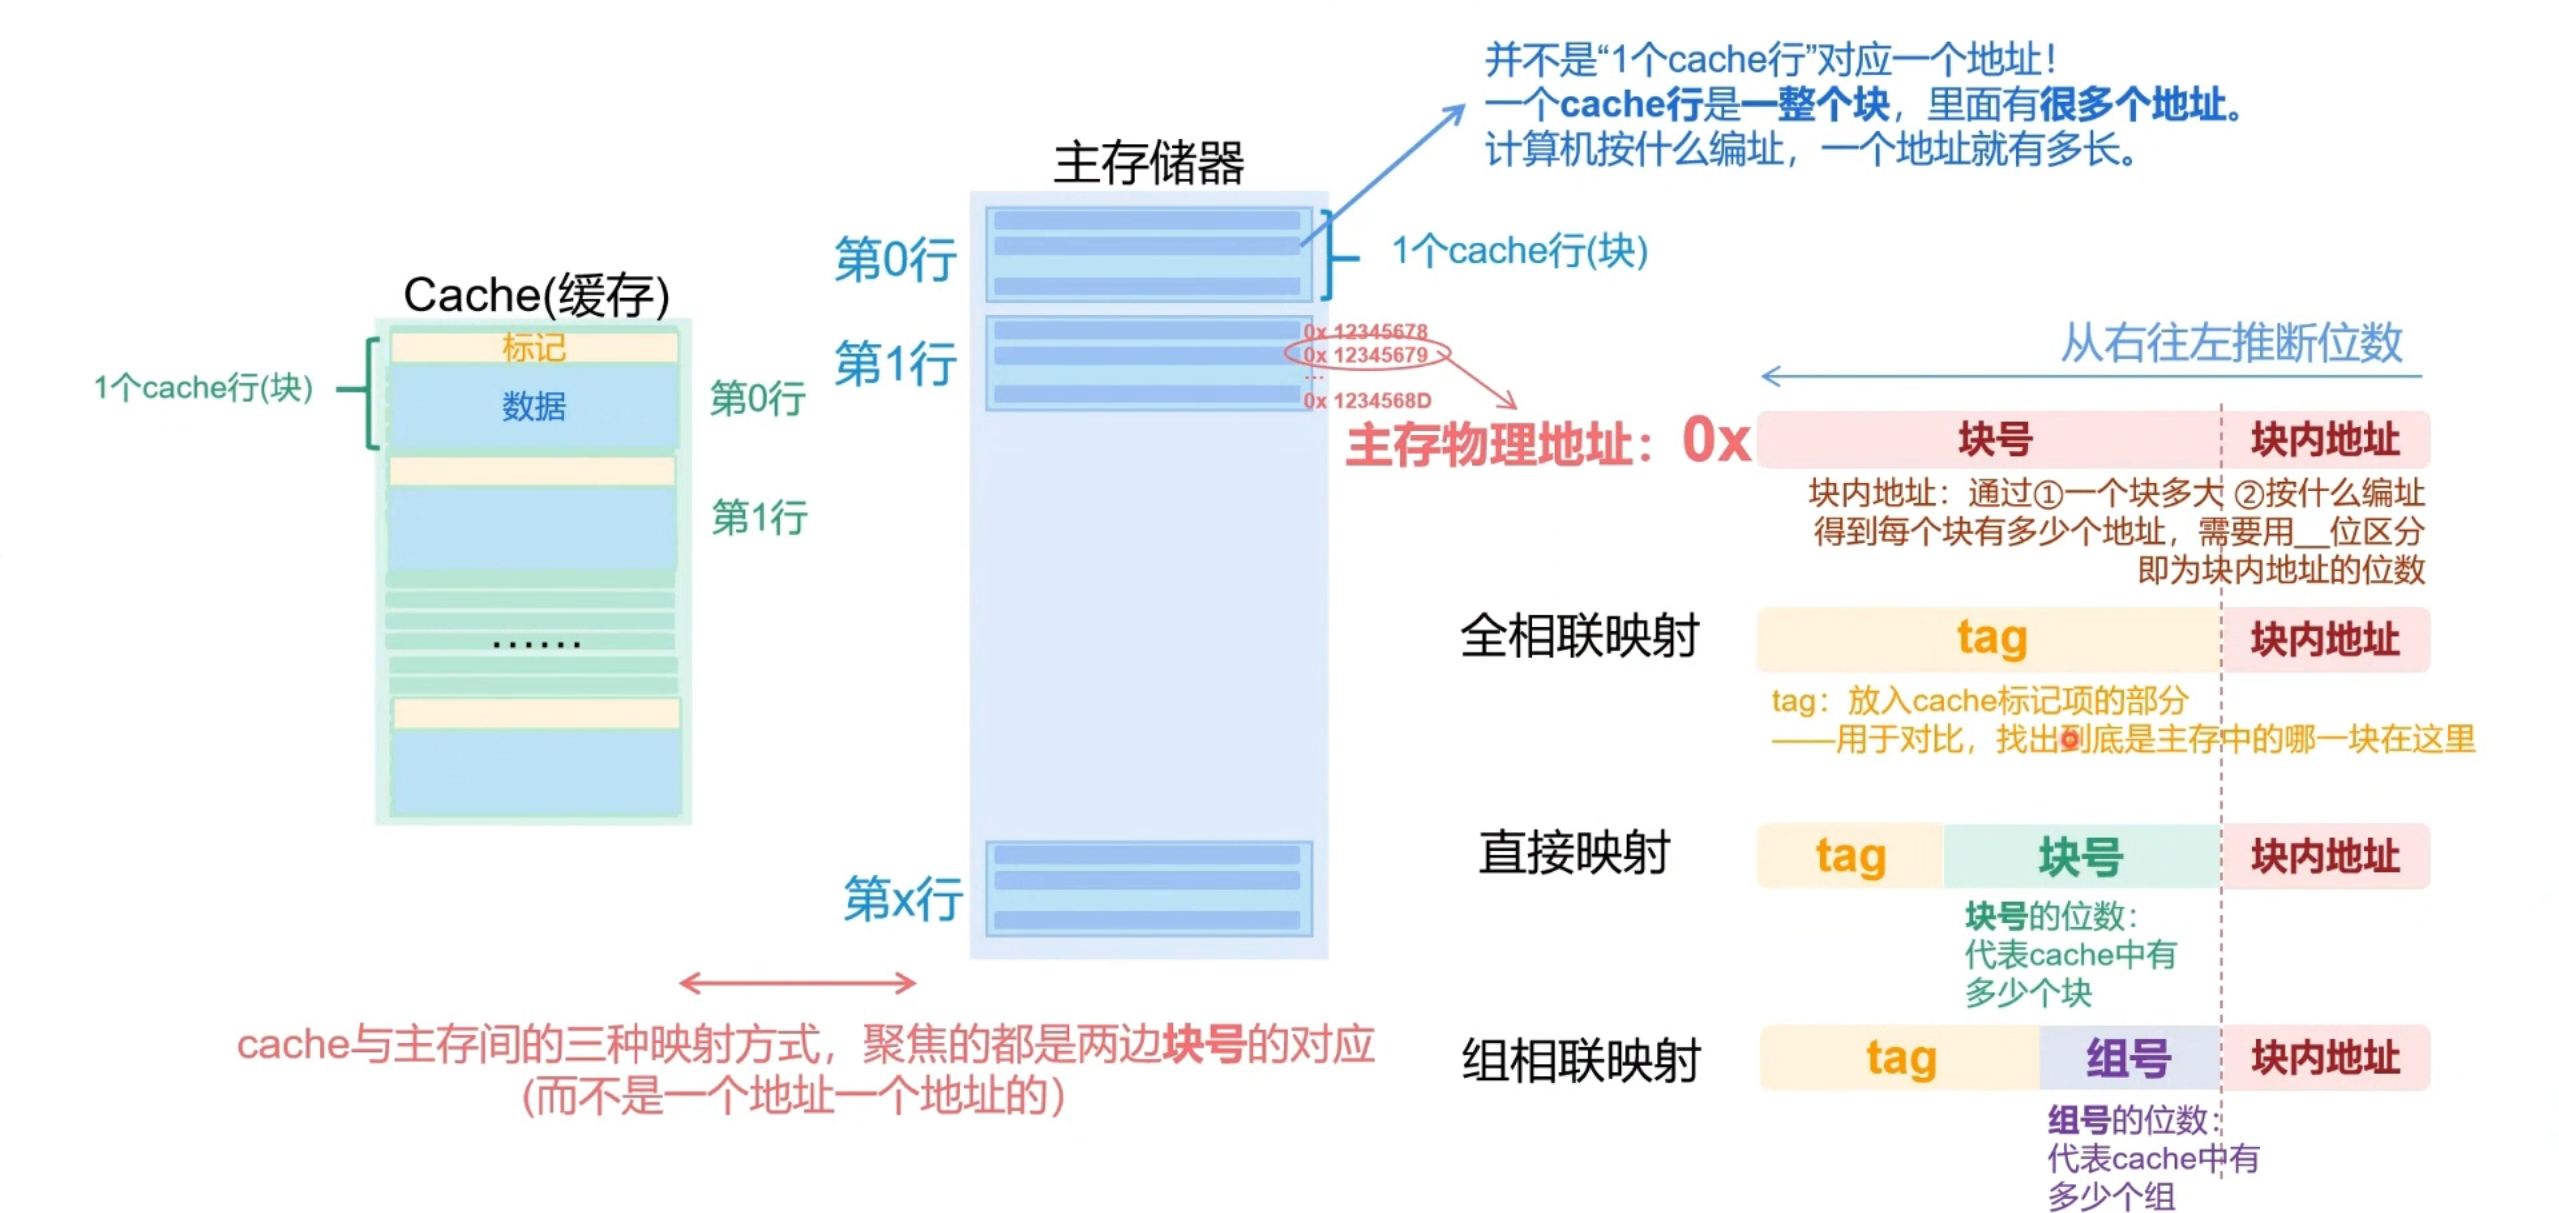 并不是“1个cache行”对应一个地址！
一个cache行是一整个块，里面有很多个地址。
计算机按什么编址，一个地址就有多长。
主存储器
第0行
1个cache行(块)
Cache(缓存)
标记
数据
1个cache行(块)
第0行
第1行
......
第1行
0x 12345678
0x 12345679
...
0x 1234568D
第x行
从右往左推断位数
主存物理地址：0x
块号
块内地址
块内地址：通过①一个块多大 ②按什么编址
得到每个块有多少个地址，需要用__位区分
即为块内地址的位数
全相联映射
tag
块内地址
tag：放入cache标记项的部分
——用于对比，找出到底是主存中的哪一块在这里
直接映射
tag
块号
块内地址
块号的位数：
代表cache中有
多少个块
组相联映射
tag
组号
块内地址
组号的位数：
代表cache中有
多少个组
cache与主存间的三种映射方式，聚焦的都是两边块号的对应
(而不是一个地址一个地址的)